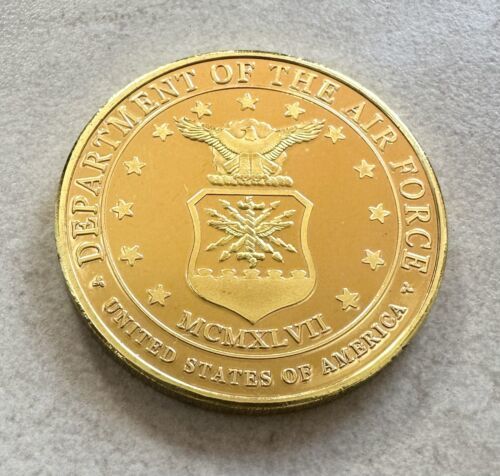 DEPARTMENT OF THE AIR FORCE
MCMXLVII
UNITED STATES OF AMERICA